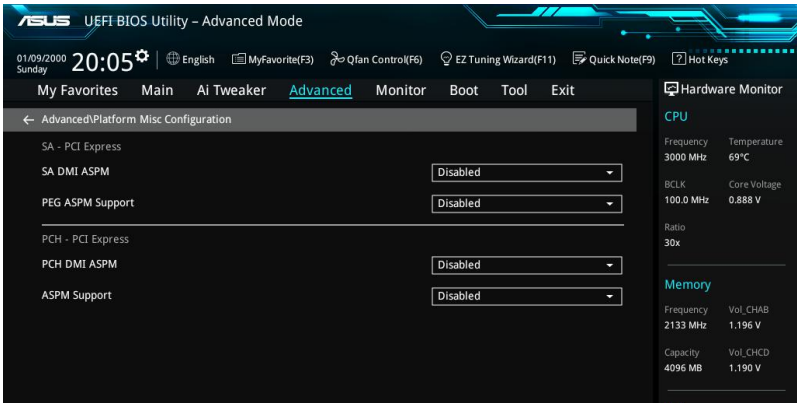 ASUS UEFI BIOS Utility – Advanced Mode
01/09/2000
Sunday
20:05
English
MyFavorite(F3)
Qfan Control(F6)
EZ Tuning Wizard(F11)
Quick Note(F9)
? Hot Keys
My Favorites Main Ai Tweaker Advanced Monitor Boot Tool Exit
← Advanced\Platform Misc Configuration
SA - PCI Express
SA DMI ASPM Disabled
PEG ASPM Support Disabled
PCH - PCI Express
PCH DMI ASPM Disabled
ASPM Support Disabled
Hardware Monitor
CPU
Frequency Temperature
3000 MHz 69°C
BCLK Core Voltage
100.0 MHz 0.888 V
Ratio
30x
Memory
Frequency Vol_CHAB
2133 MHz 1.196 V
Capacity Vol_CHCD
4096 MB 1.190 V